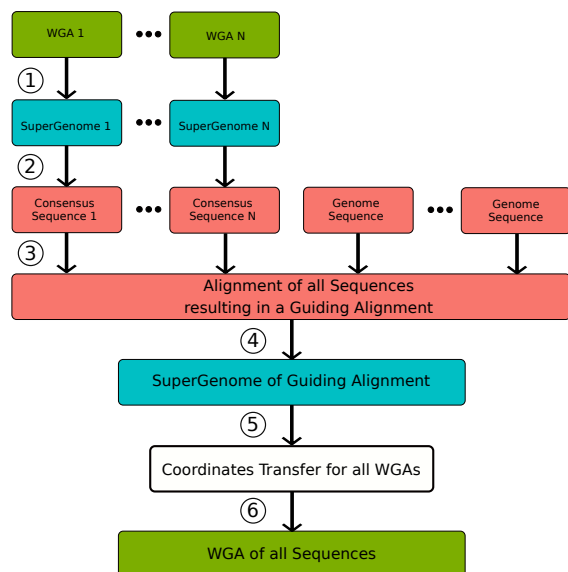 WGA 1
•••
WGA N
①
SuperGenome 1
•••
SuperGenome N
②
Consensus
Sequence 1
•••
Consensus
Sequence N
Genome
Sequence
•••
Genome
Sequence
③
Alignment of all Sequences
resulting in a Guiding Alignment
④
SuperGenome of Guiding Alignment
⑤
Coordinates Transfer for all WGAs
⑥
WGA of all Sequences